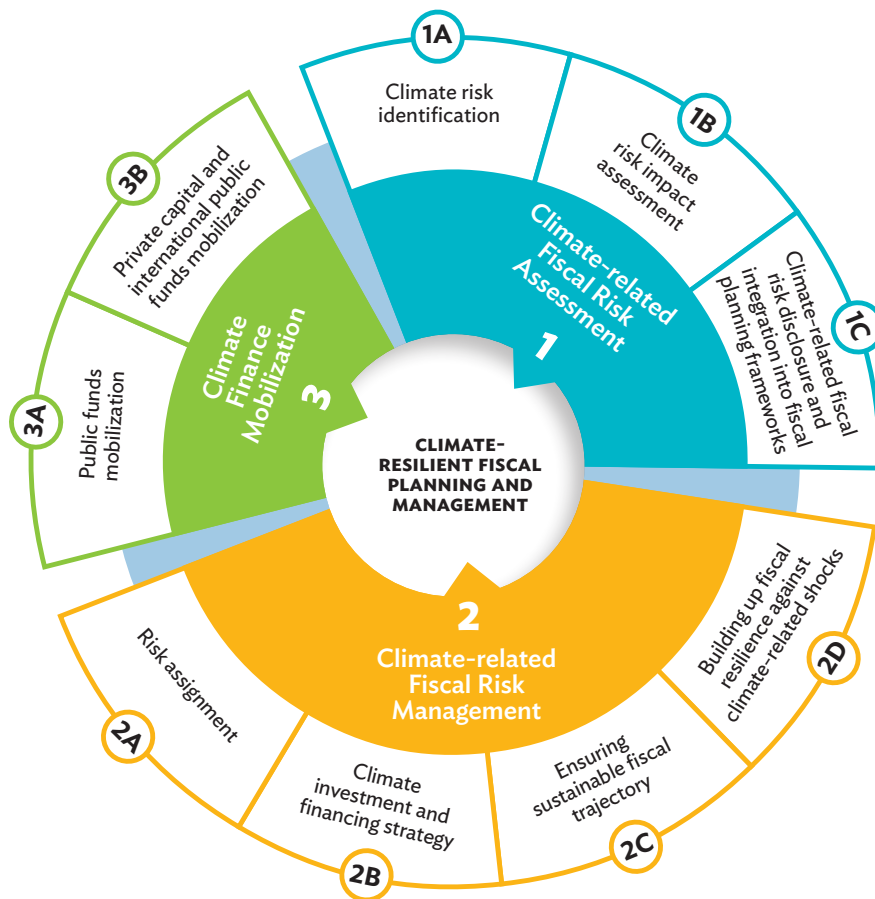 1A
Climate risk
identification
1B
Climate
risk impact
assessment
1C
Climate-related fiscal
risk disclosure and
integration into fiscal
planning frameworks
Climate-related
Fiscal Risk
Assessment
1
3B
Private capital and
international public
funds mobilization
3A
Public funds
mobilization
Climate
Finance
Mobilization
3
CLIMATE-
RESILIENT FISCAL
PLANNING AND
MANAGEMENT
2
Climate-related
Fiscal Risk
Management
2A
Risk assignment
2B
Climate
investment and
financing strategy
2C
Ensuring
sustainable fiscal
trajectory
2D
Building up fiscal
resilience against
climate-related shocks